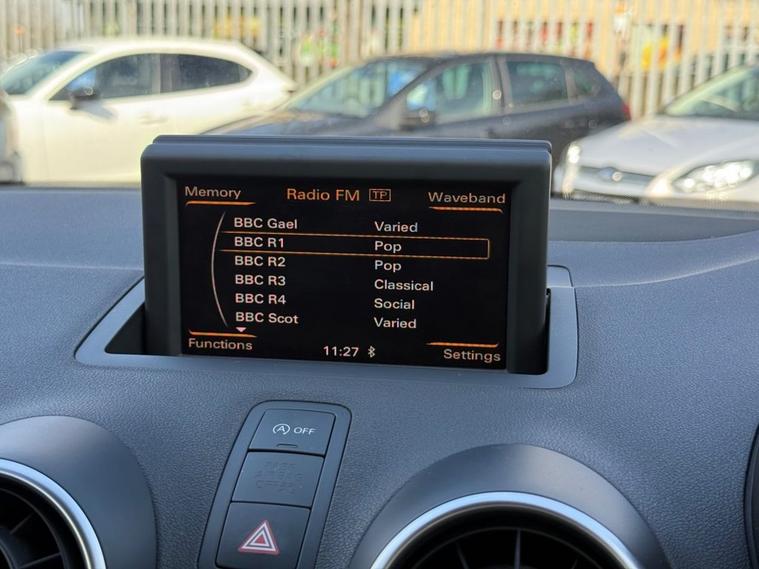 Memory Radio FM TP Waveband
BBC Gael Varied
BBC R1 Pop
BBC R2 Pop
BBC R3 Classical
BBC R4 Social
BBC Scot Varied
Functions 11:27 Settings
A OFF